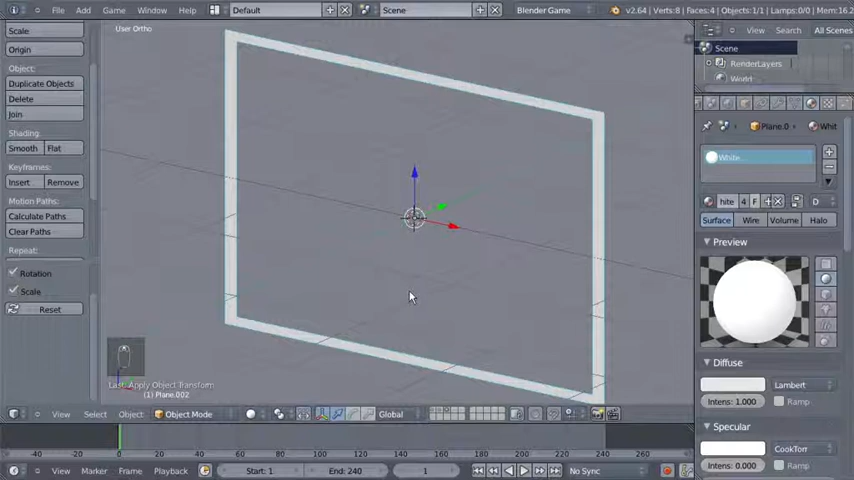 File Add Game Window Help Default Scene Blender Game v2.64 | Verts:8 | Faces:4 | Objects:1/1 | Lamps:0/0 | Mem:16.2
Scale
Origin
Object:
Duplicate Objects
Delete
Join
Shading:
Smooth Flat
Keyframes:
Insert Remove
Motion Paths:
Calculate Paths
Clear Paths
Repeat:
Rotation
Scale
Reset
User Ortho
Last: Apply Object Transform
(1) Plane.002
View Select Object Object Mode Global
-40 -20 0 20 40 60 80 100 120 140 160 180 200 220 240 260
View Marker Frame Playback Start: 1 End: 240 1 No Sync
View Search All Scenes
Scene
RenderLayers
World
Plane.0 Whit
White
hite 4 F D
Surface Wire Volume Halo
Preview
Diffuse
Lambert
Intens: 1.000 Ramp
Specular
CookTorr
Intens: 0.000 Ramp